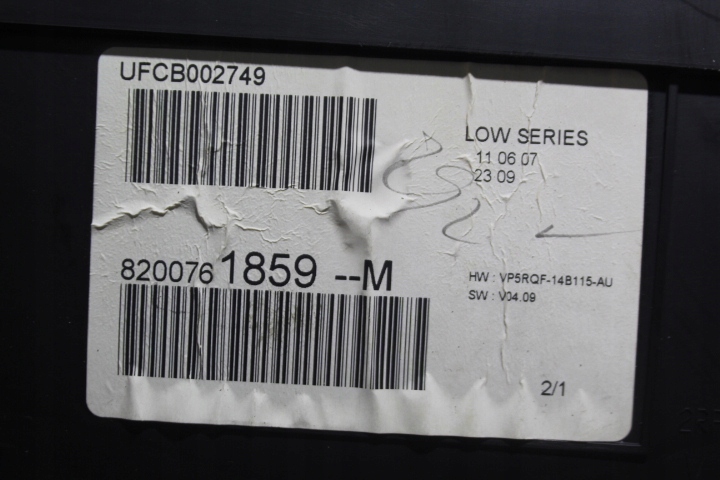 UFCB002749
LOW SERIES
11 06 07
23 09
8200761859 --M
HW : VP5RQF-14B115-AU
SW : V04.09
2/1